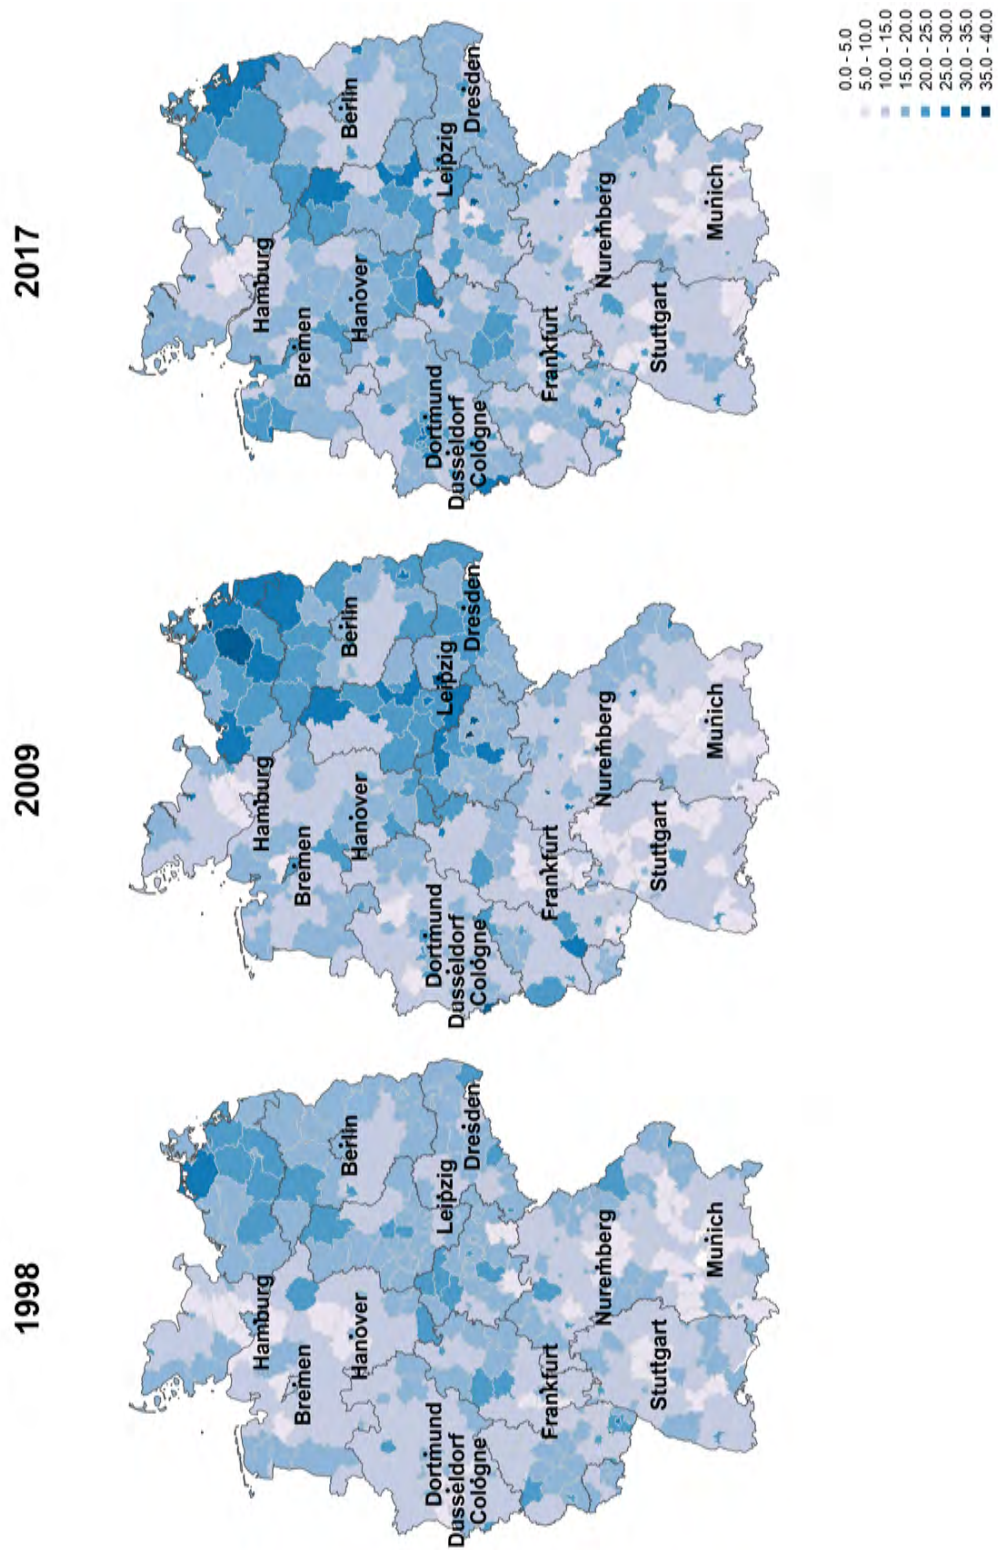 1998
Hamburg
Bremen
Berlin
Hanover
Dortmund
Leipzig
Düsseldorf
Dresden
Cologne
Frankfurt
Nuremberg
Stuttgart
Munich
2009
Hamburg
Bremen
Berlin
Hanover
Dortmund
Leipzig
Düsseldorf
Dresden
Cologne
Frankfurt
Nuremberg
Stuttgart
Munich
2017
Hamburg
Bremen
Berlin
Hanover
Dortmund
Leipzig
Düsseldorf
Dresden
Cologne
Frankfurt
Nuremberg
Stuttgart
Munich
0.0 - 5.0
5.0 - 10.0
10.0 - 15.0
15.0 - 20.0
20.0 - 25.0
25.0 - 30.0
30.0 - 35.0
35.0 - 40.0